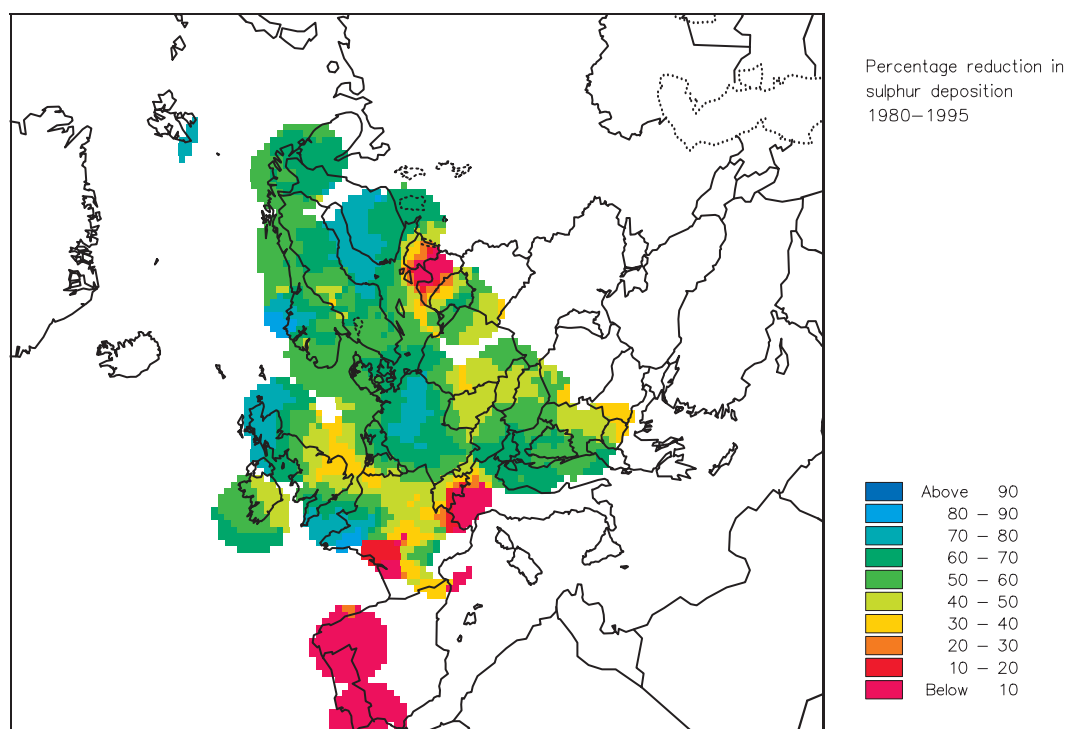 Percentage reduction in
sulphur deposition
1980–1995
Above 90
80 – 90
70 – 80
60 – 70
50 – 60
40 – 50
30 – 40
20 – 30
10 – 20
Below 10